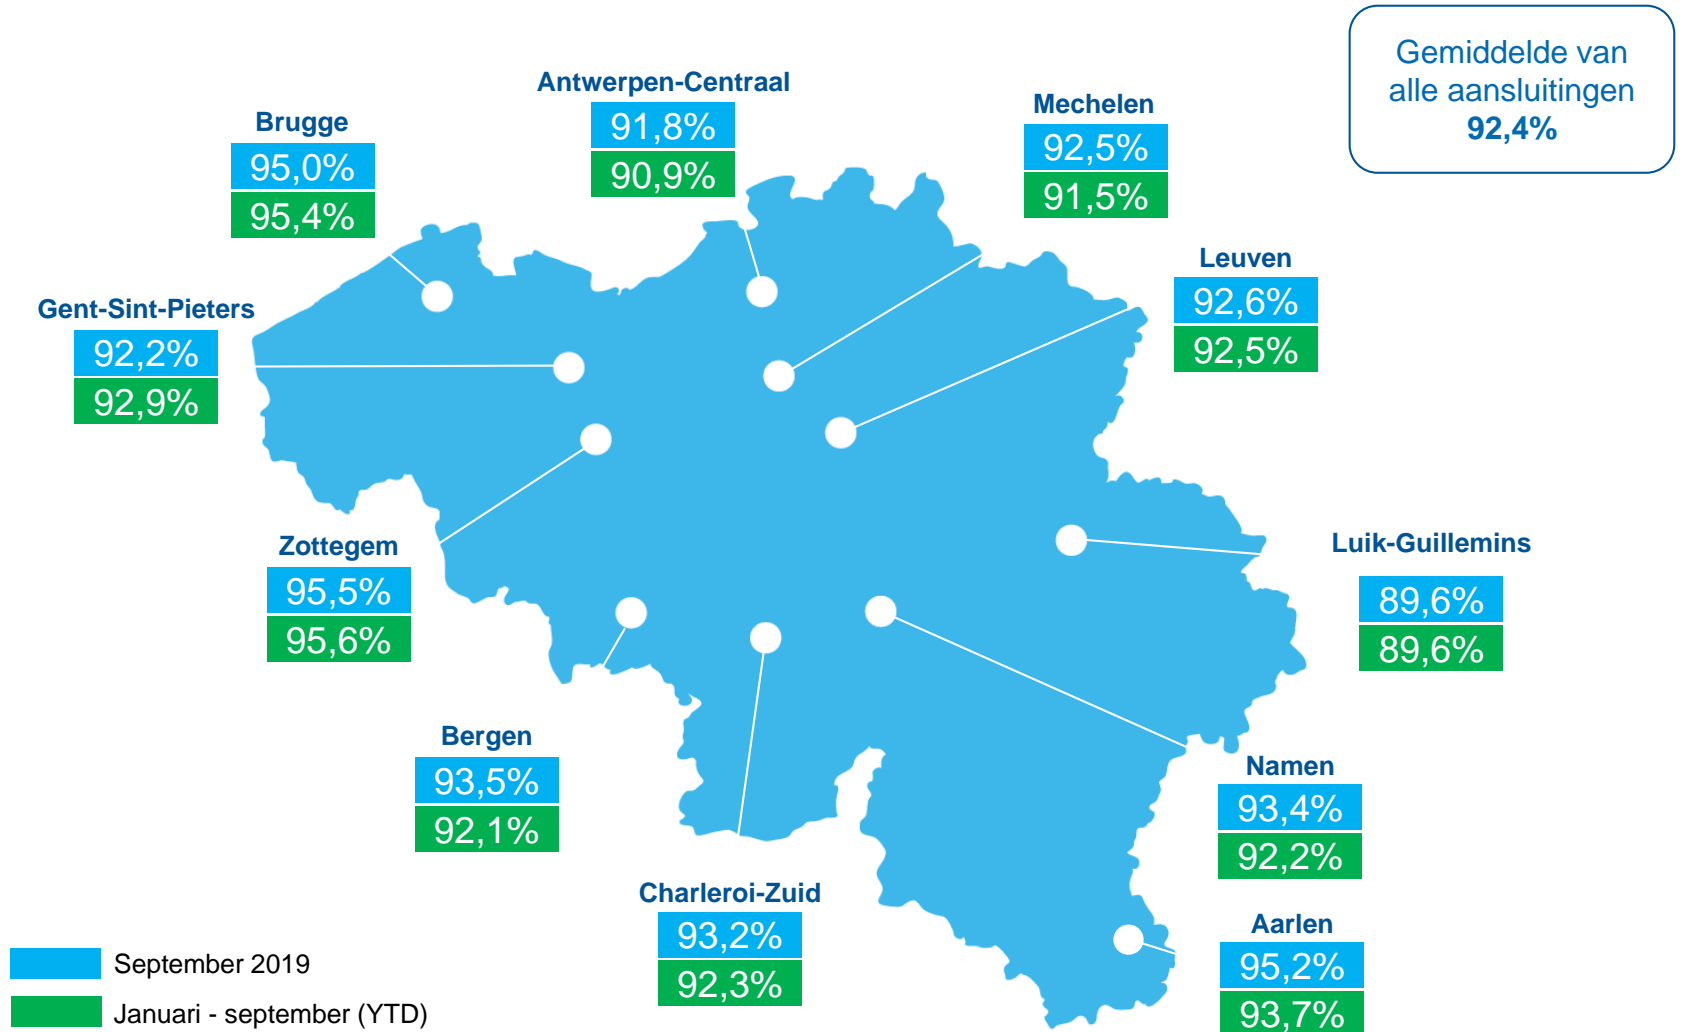 Gemiddelde van
alle aansluitingen
92,4%
Antwerpen-Centraal
91,8%
90,9%
Mechelen
92,5%
91,5%
Brugge
95,0%
95,4%
Leuven
92,6%
92,5%
Gent-Sint-Pieters
92,2%
92,9%
Zottegem
95,5%
95,6%
Luik-Guillemins
89,6%
89,6%
Bergen
93,5%
92,1%
Namen
93,4%
92,2%
Charleroi-Zuid
93,2%
92,3%
Aarlen
95,2%
93,7%
September 2019
Januari - september (YTD)